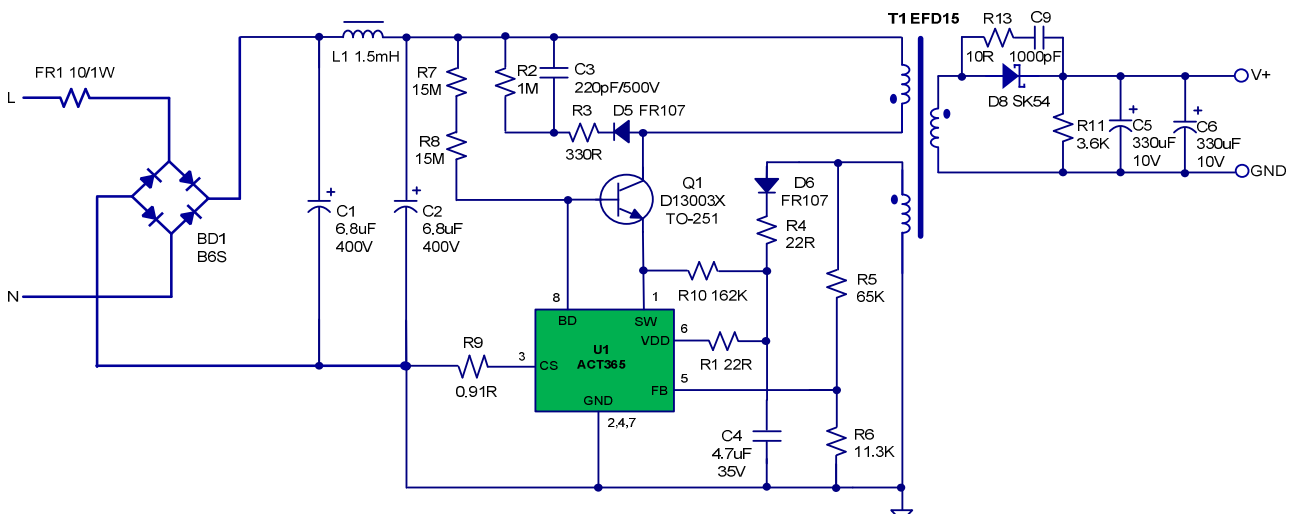 T1 EFD15
R13
C9
10R
1000pF
D8 SK54
V+
R11
3.6K
C5
330uF
10V
C6
330uF
10V
GND
L1 1.5mH
FR1 10/1W
L
N
BD1
B6S
C1
6.8uF
400V
C2
6.8uF
400V
R7
15M
R8
15M
R2
1M
C3
220pF/500V
R3
330R
D5 FR107
Q1
D13003X
TO-251
D6
FR107
R4
22R
R10 162K
R5
65K
8
1
BD
SW
VDD
6
R1 22R
U1
ACT365
R9
0.91R
3
CS
FB
5
GND
2,4,7
C4
4.7uF
35V
R6
11.3K